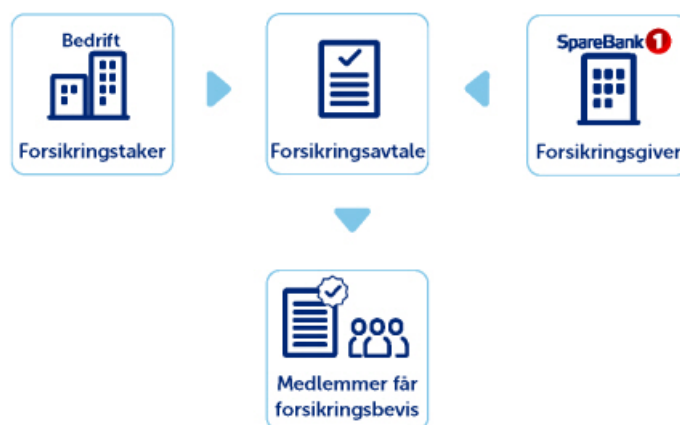 Bedrift
Forsikringstaker
Forsikringsavtale
SpareBank 1
Forsikringsgiver
Medlemmer får
forsikringsbevis